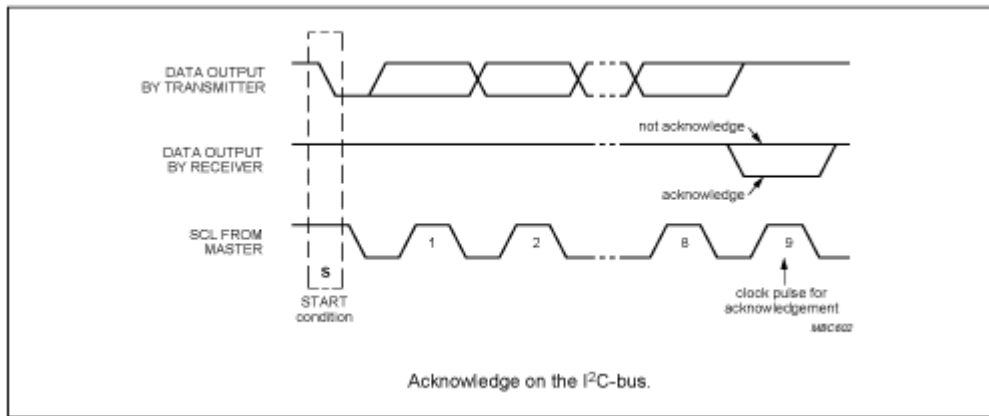 DATA OUTPUT
BY TRANSMITTER
not acknowledge
DATA OUTPUT
BY RECEIVER
acknowledge
SCL FROM
MASTER
1
2
8
9
S
START
condition
clock pulse for
acknowledgement
MBC602
Acknowledge on the I²C-bus.